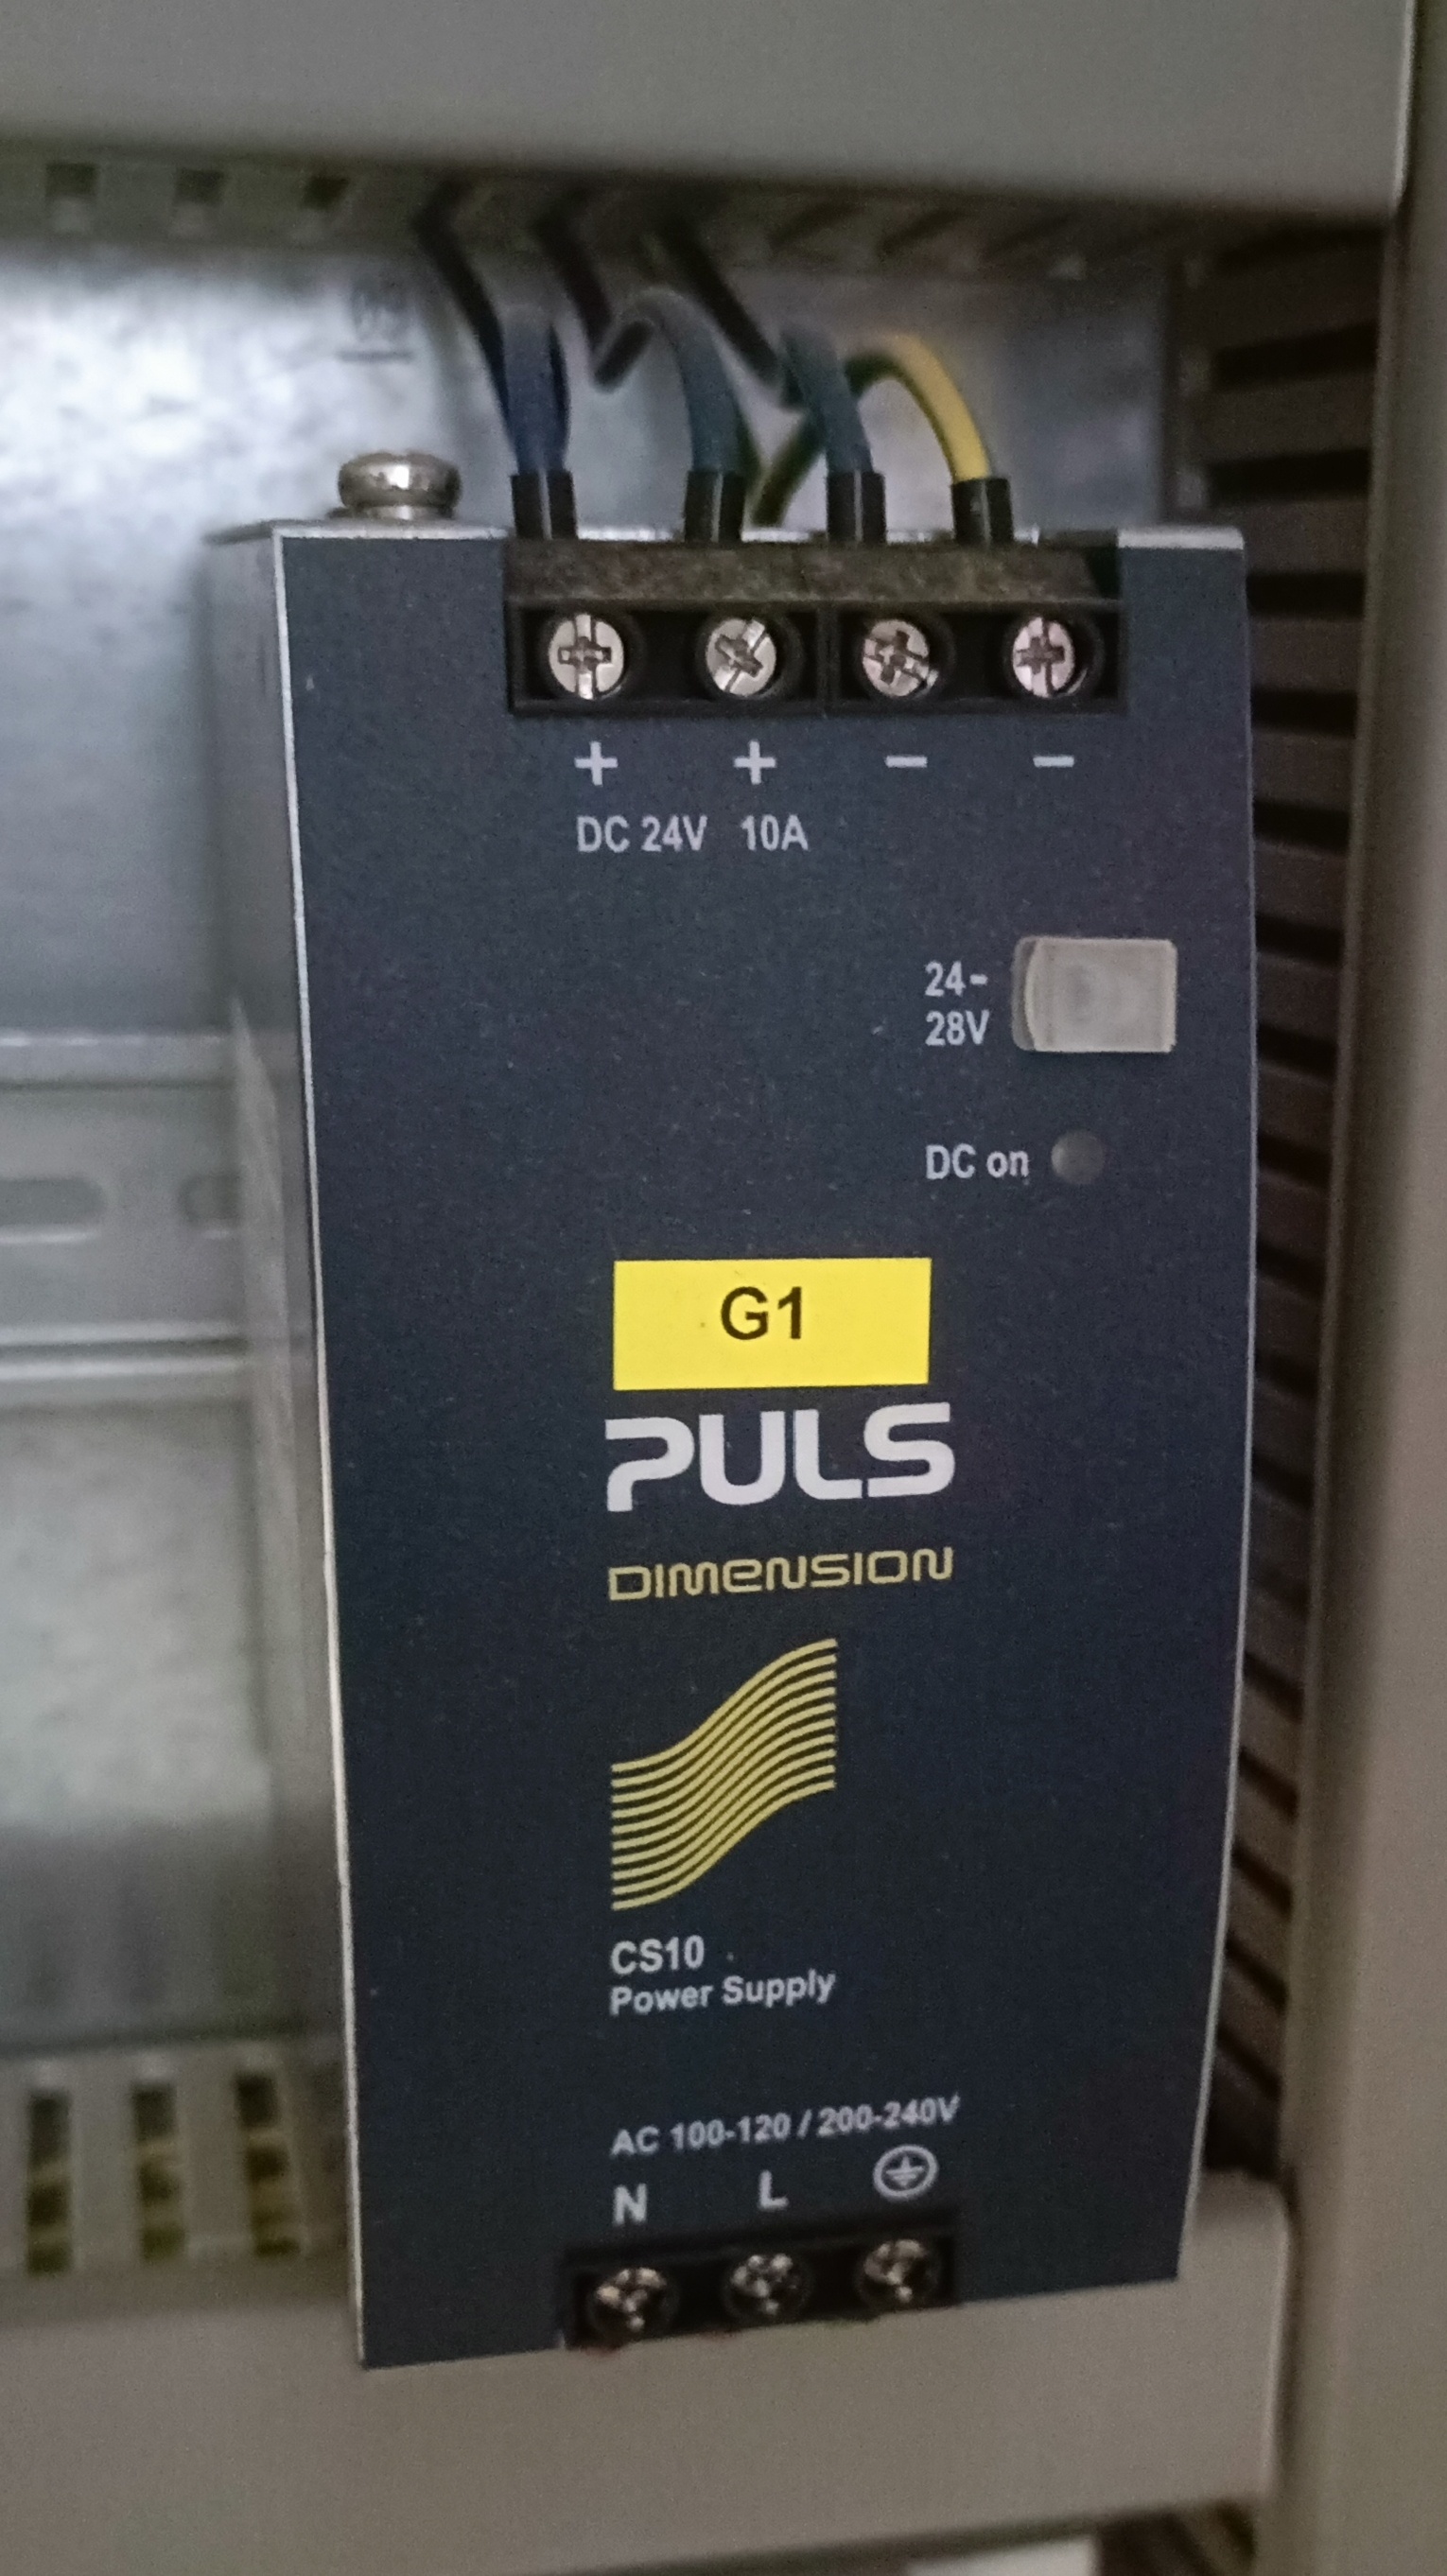 + + − −
DC 24V 10A
24-
28V
DC on
G1
PULS
DIMENSION
CS10
Power Supply
AC 100-120 / 200-240V
N L